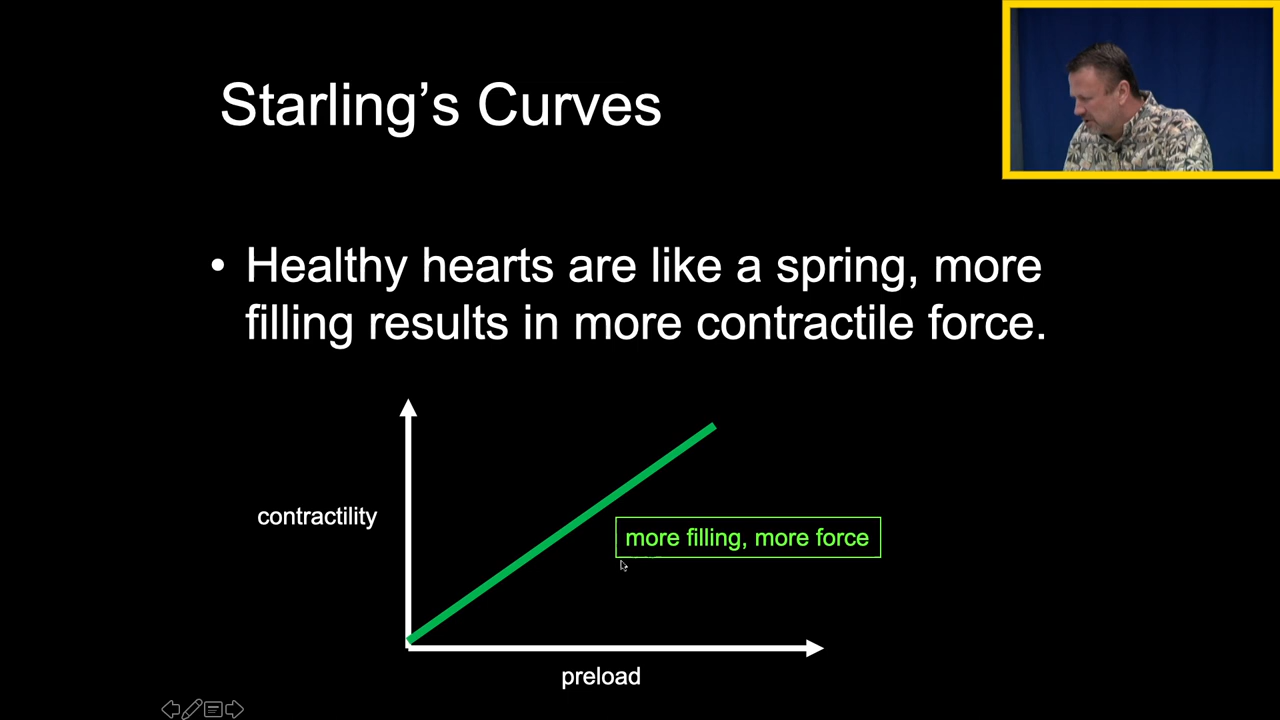 Starling’s Curves
• Healthy hearts are like a spring, more
filling results in more contractile force.
contractility
more filling, more force
preload